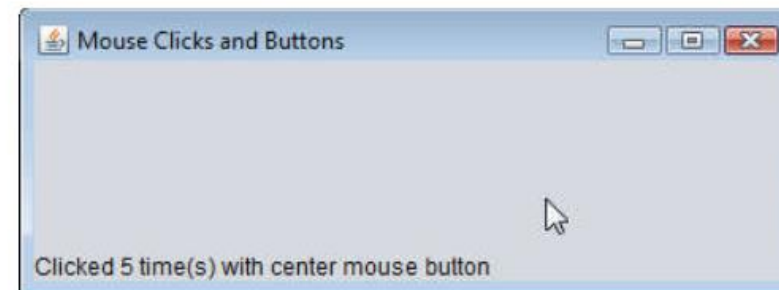 Mouse Clicks and Buttons
Clicked 5 time(s) with center mouse button